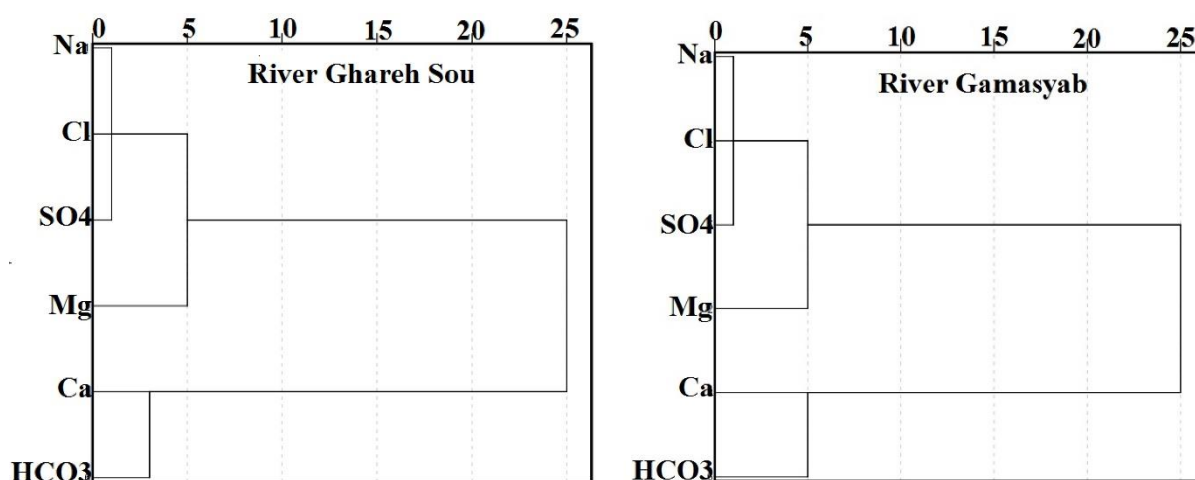 0 5 10 15 20 25
River Ghareh Sou
Na
Cl
SO4
Mg
Ca
HCO3
0 5 10 15 20 25
River Gamasyab
Na
Cl
SO4
Mg
Ca
HCO3